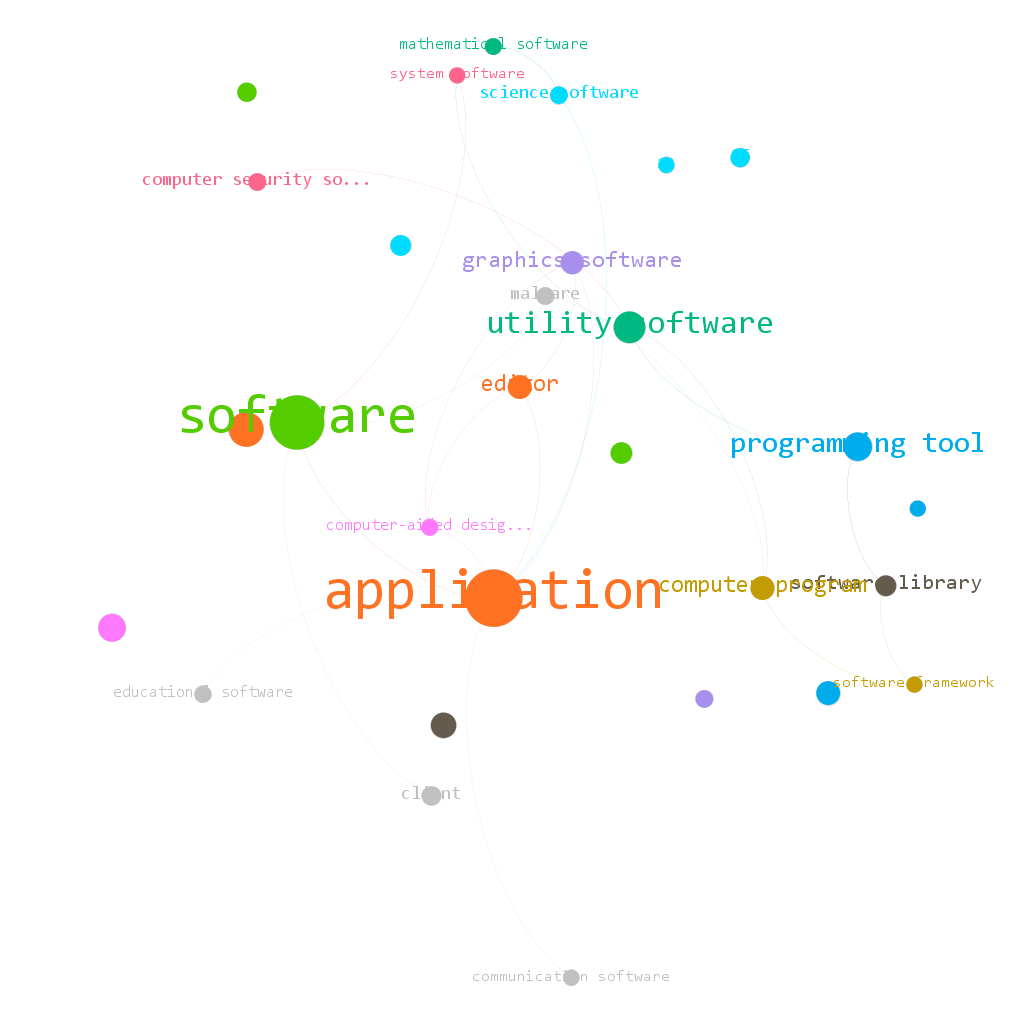 mathematical software
system software
science software
computer security so...
graphics software
malware
utility software
editor
software
programming tool
computer-aided desig...
application
computer program
software library
software framework
educational software
client
communication software